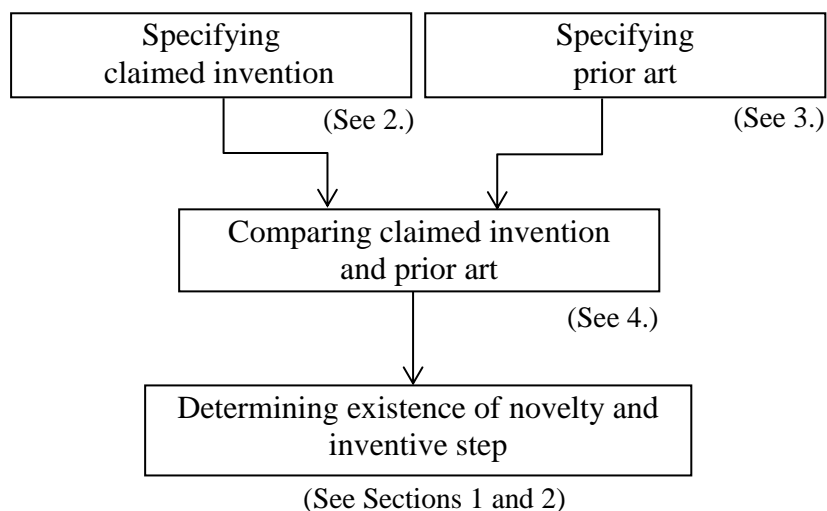 Specifying
claimed invention
(See 2.)
Specifying
prior art
(See 3.)
Comparing claimed invention
and prior art
(See 4.)
Determining existence of novelty and
inventive step
(See Sections 1 and 2)